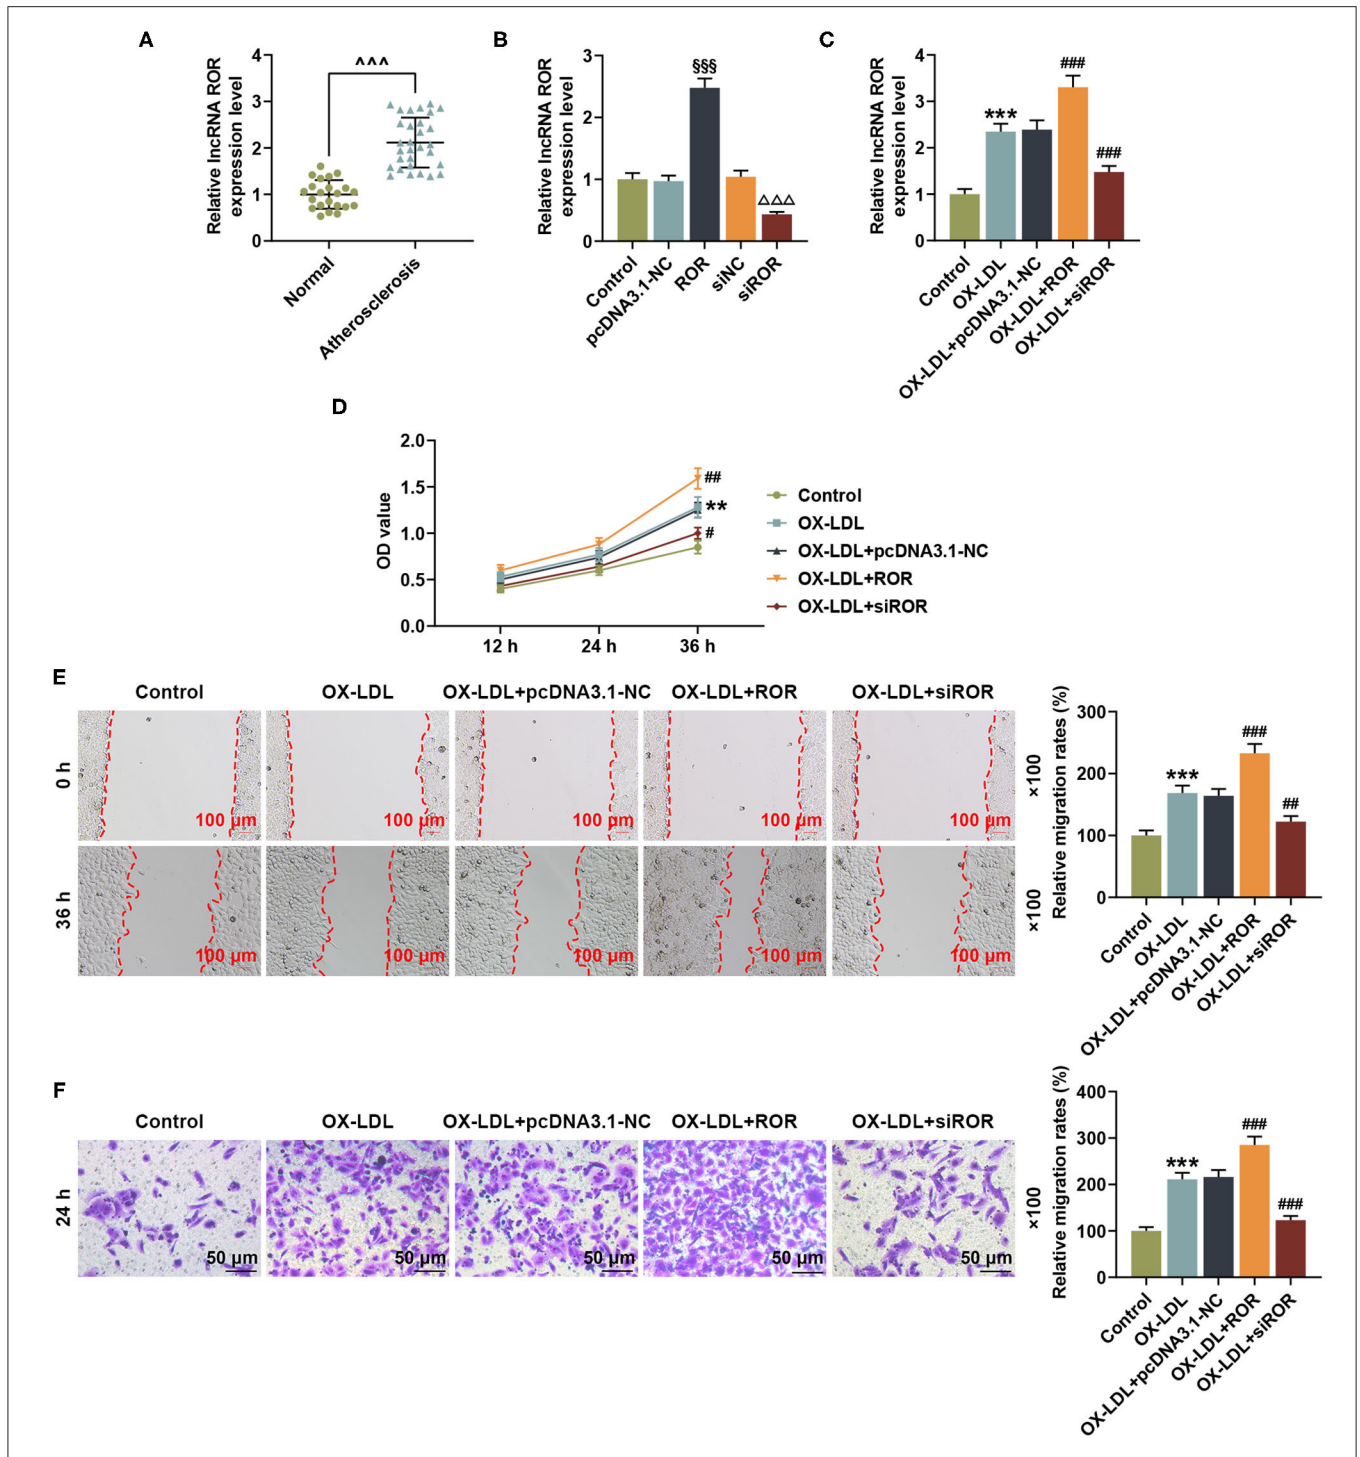 A
Relative lncRNA ROR
expression level
4
3
2
1
0
^^^
Normal
Atherosclerosis
B
Relative lncRNA ROR
expression level
3
2
1
0
§§§
△△△
Control
pcDNA3.1-NC
ROR
siNC
siROR
C
Relative lncRNA ROR
expression level
4
3
2
1
0
***
###
###
Control
OX-LDL
OX-LDL+pcDNA3.1-NC
OX-LDL+ROR
OX-LDL+siROR
D
OD value
2.0
1.5
1.0
0.5
0.0
##
**
#
12 h
24 h
36 h
Control
OX-LDL
OX-LDL+pcDNA3.1-NC
OX-LDL+ROR
OX-LDL+siROR
E
Control
OX-LDL
OX-LDL+pcDNA3.1-NC
OX-LDL+ROR
OX-LDL+siROR
0 h
100 μm
100 μm
100 μm
100 μm
100 μm
×100
36 h
100 μm
100 μm
100 μm
100 μm
100 μm
×100
Relative migration rates (%)
300
200
100
0
***
###
##
Control
OX-LDL
OX-LDL+pcDNA3.1-NC
OX-LDL+ROR
OX-LDL+siROR
F
Control
OX-LDL
OX-LDL+pcDNA3.1-NC
OX-LDL+ROR
OX-LDL+siROR
24 h
50 μm
50 μm
50 μm
50 μm
50 μm
×100
Relative migration rates (%)
400
300
200
100
0
***
###
###
Control
OX-LDL
OX-LDL+pcDNA3.1-NC
OX-LDL+ROR
OX-LDL+siROR